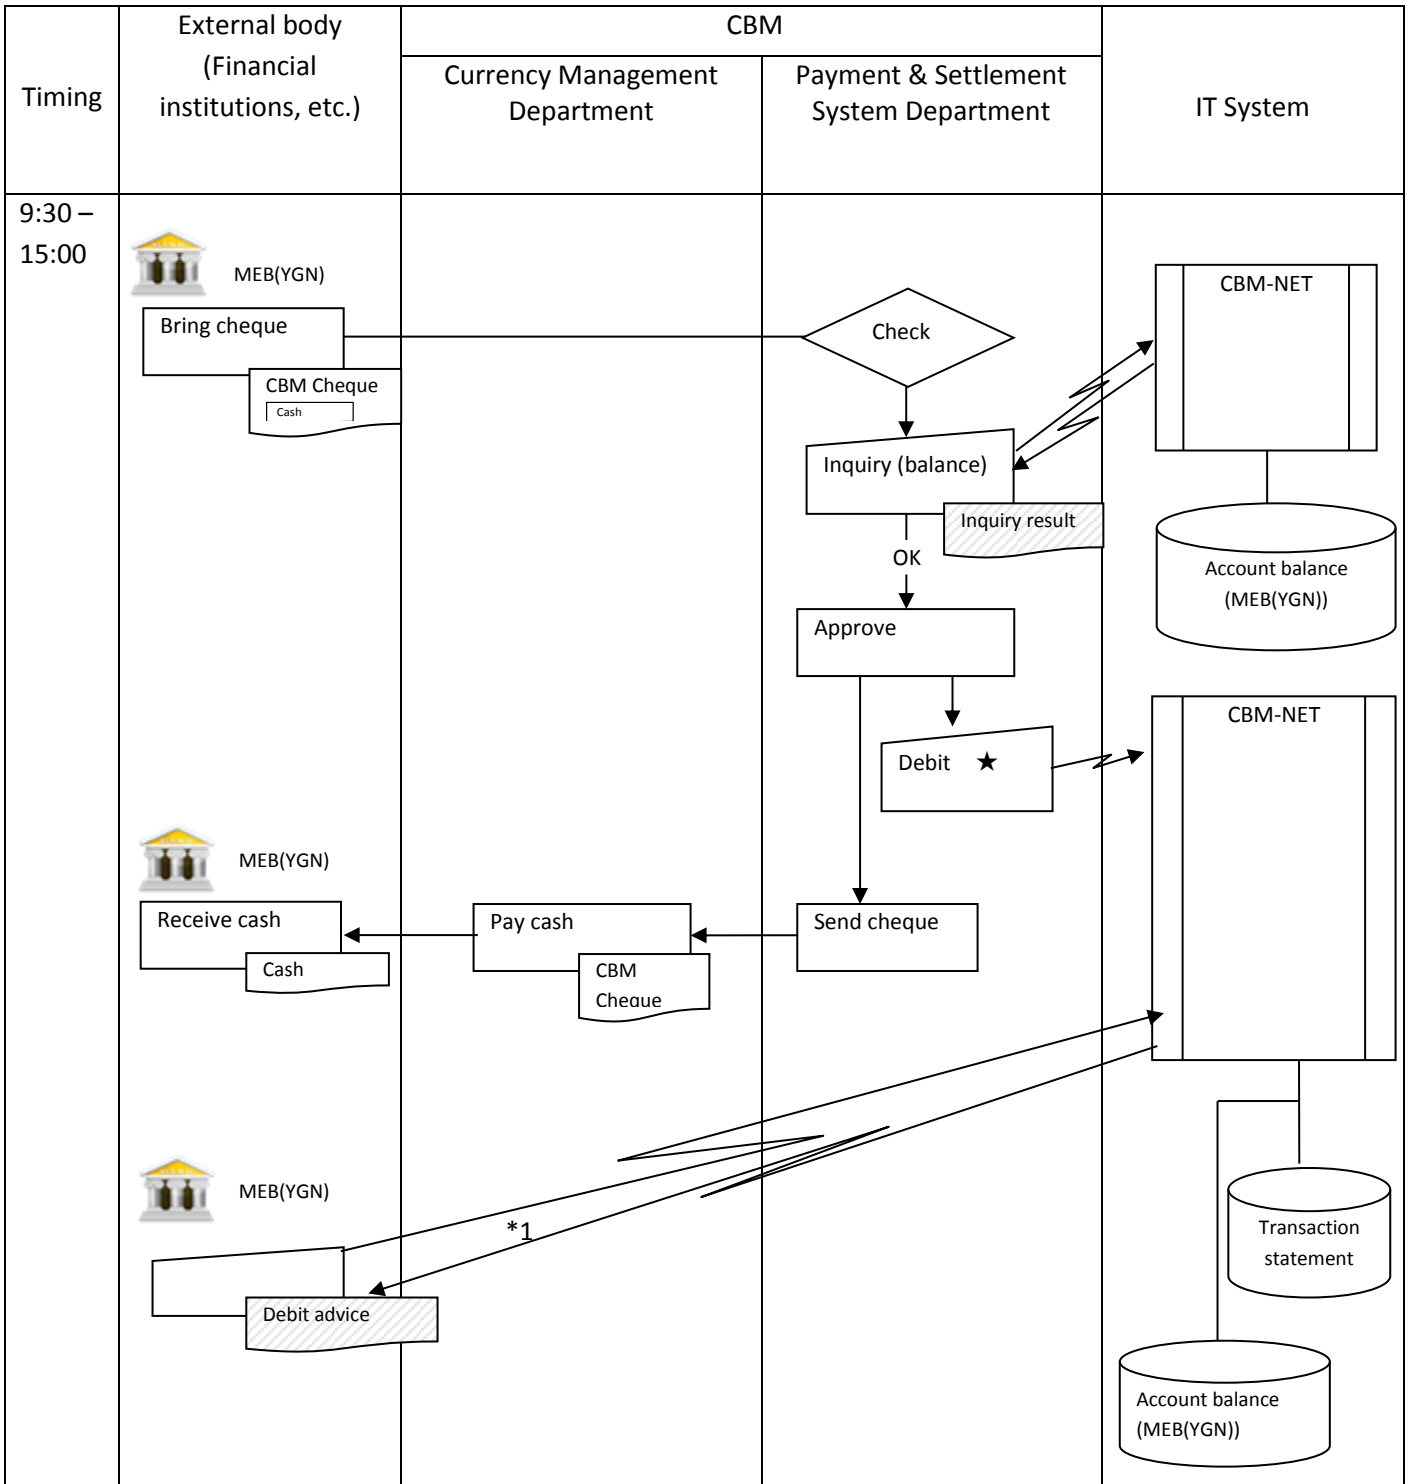 Timing
External body
(Financial
institutions, etc.)
CBM
Currency Management
Department
Payment & Settlement
System Department
IT System
9:30 –
15:00
MEB(YGN)
Bring cheque
CBM Cheque
Cash
Check
CBM-NET
Inquiry (balance)
Inquiry result
OK
Account balance
(MEB(YGN))
Approve
CBM-NET
Debit ★
MEB(YGN)
Receive cash
Cash
Pay cash
CBM
Cheque
Send cheque
MEB(YGN)
*1
Debit advice
Transaction
statement
Account balance
(MEB(YGN))